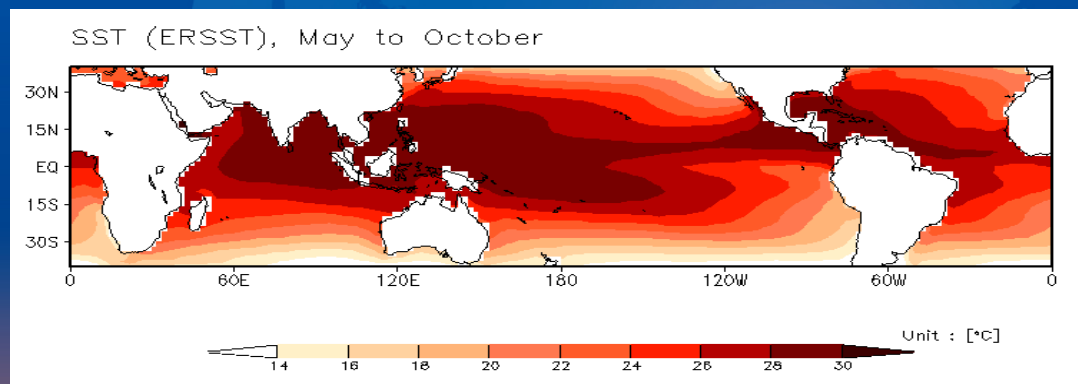 SST (ERSST), May to October
30N
15N
EQ
15S
30S
0 60E 120E 180 120W 60W 0
Unit : [°C]
14 16 18 20 22 24 26 28 30